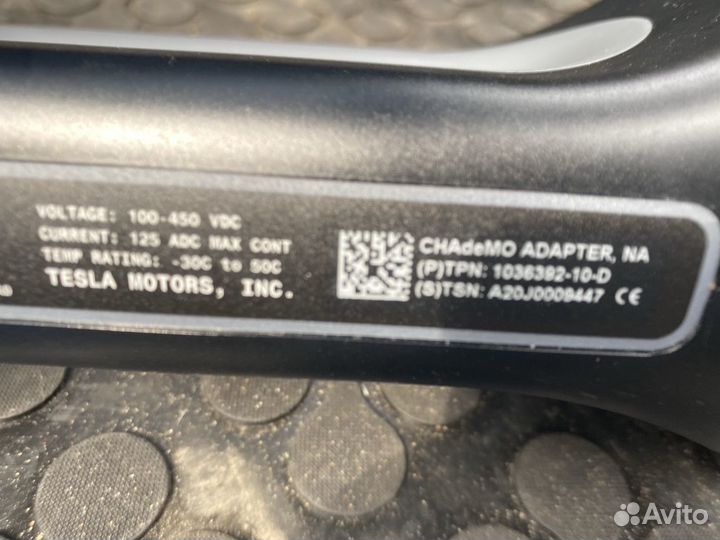 VOLTAGE: 100-450 VDC
CURRENT: 125 ADC MAX CONT
TEMP RATING: -30C to 50C
TESLA MOTORS, INC.
CHAdeMO ADAPTER, NA
(P)TPN: 1036392-10-D
(S)TSN: A20J0009447 CE
Avito